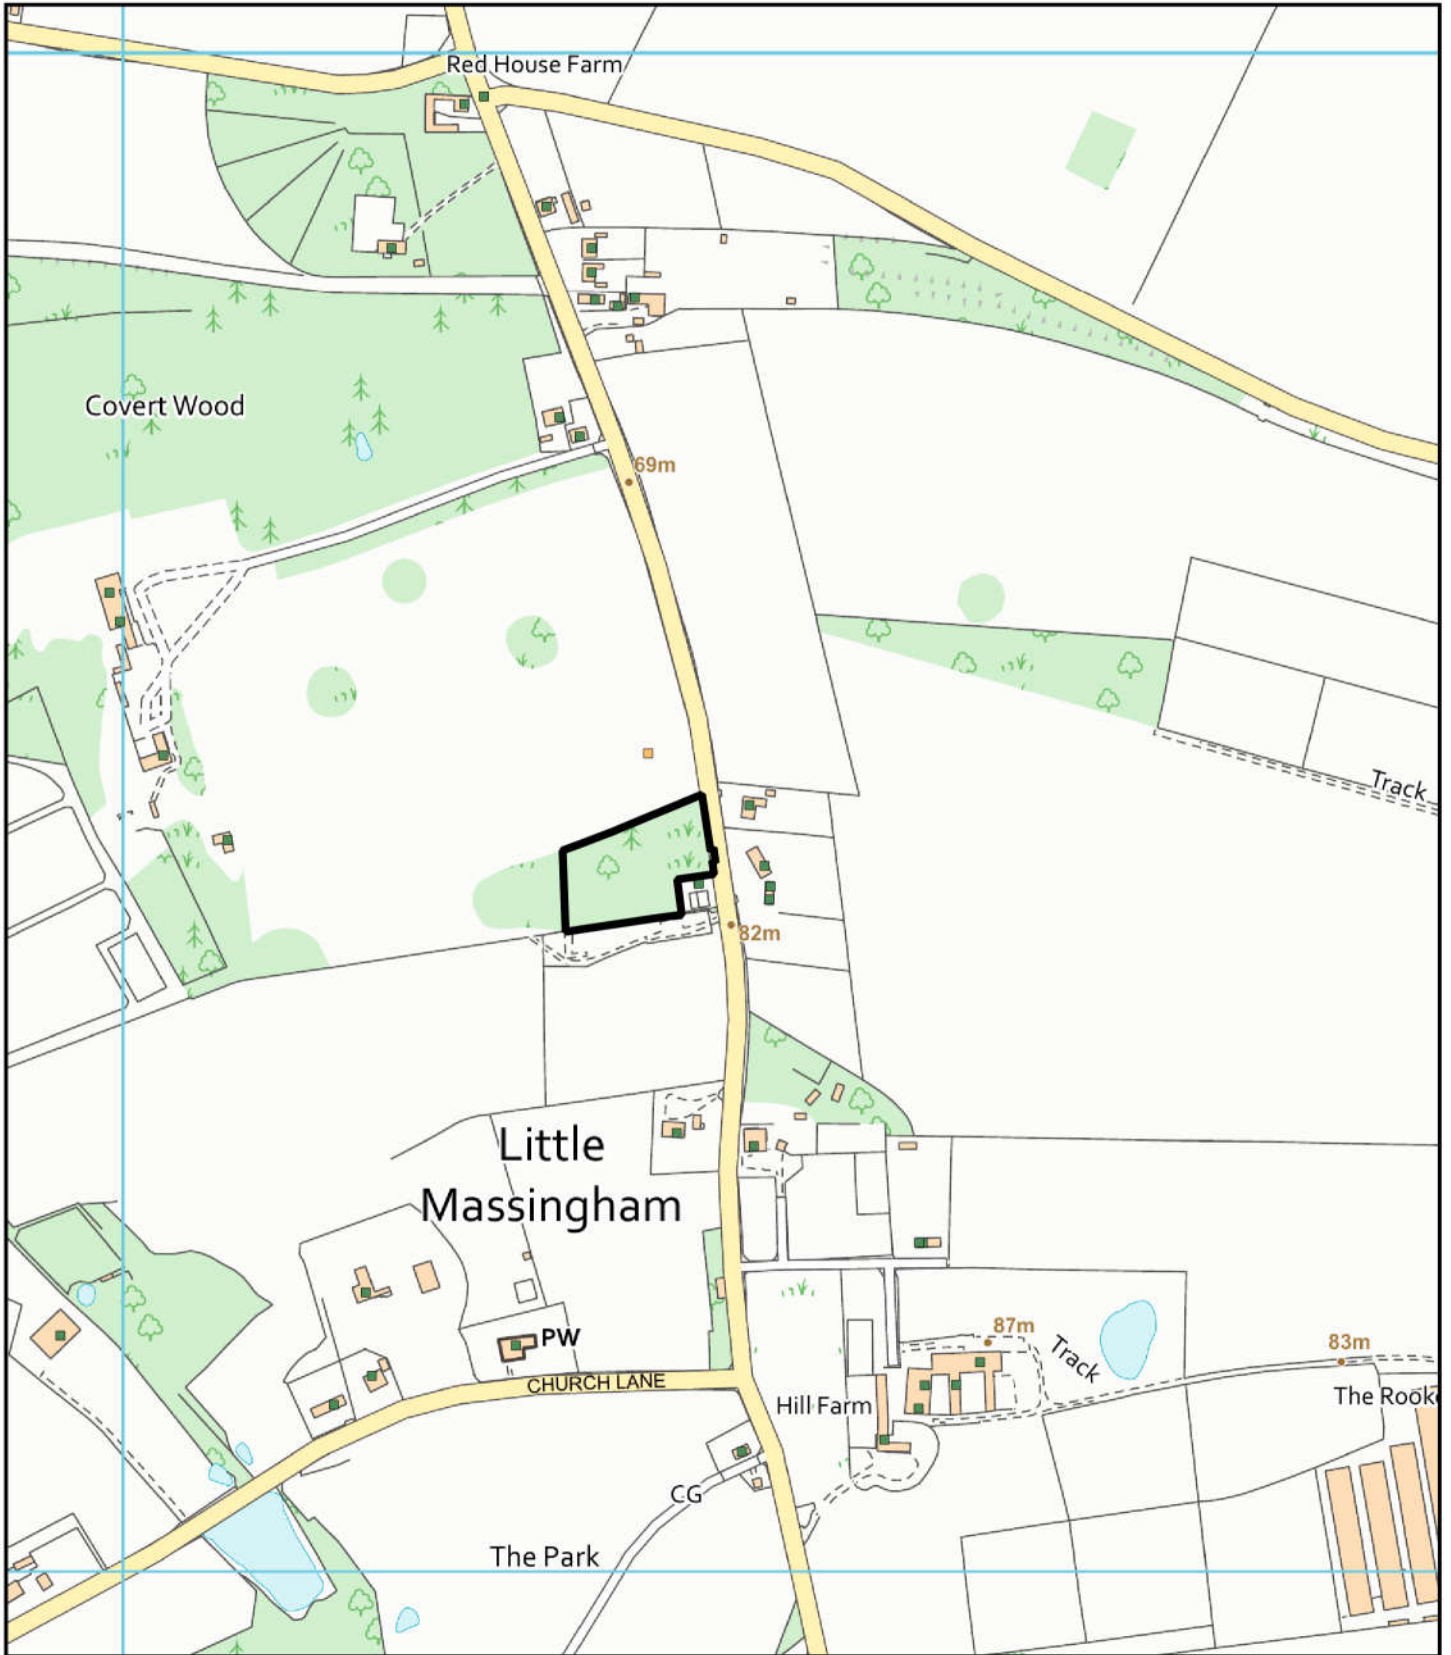 Red House Farm
Covert Wood
69m
Track
82m
Little
Massingham
PW
87m
Track
83m
CHURCH LANE
Hill Farm
The Rook
CG
The Park